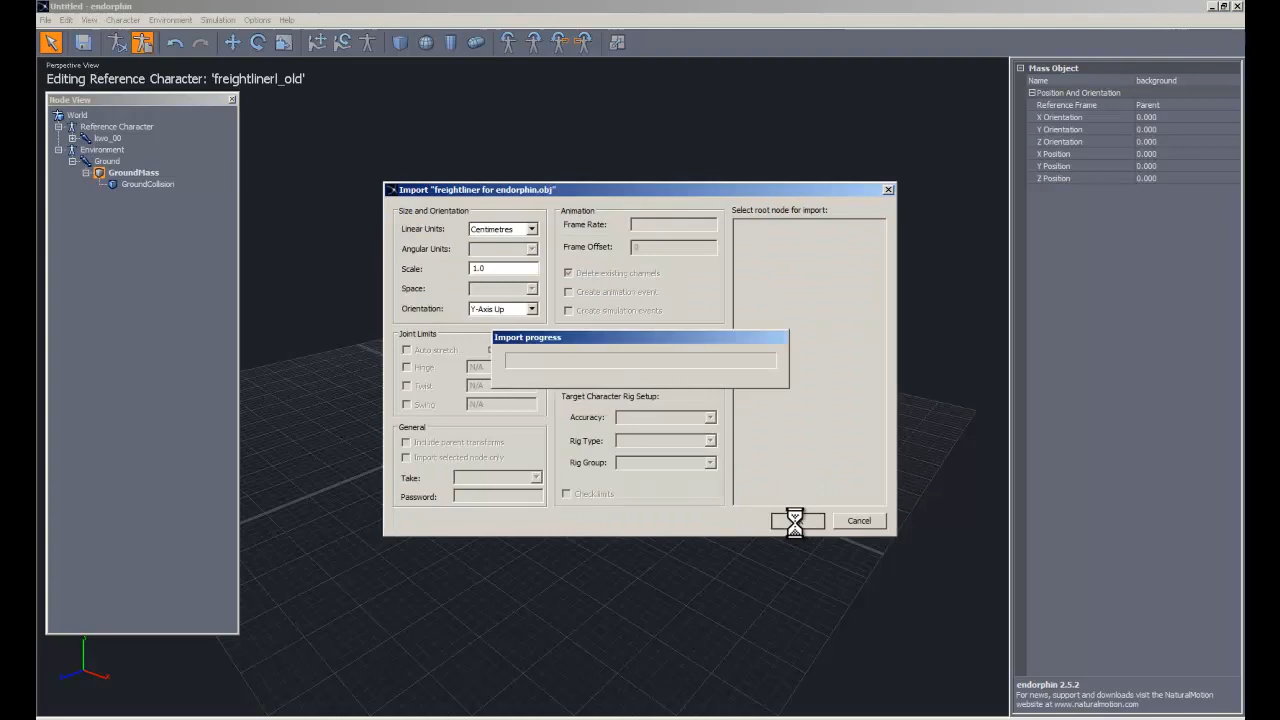 Untitled - endorphin
File Edit View Character Environment Simulation Options Help
Perspective View
Editing Reference Character: 'freightlinerl_old'
Node View
World
Reference Character
kwo_00
Environment
Ground
GroundMass
GroundCollision
Import "freightliner for endorphin.obj"
Size and Orientation
Linear Units: Centimetres
Angular Units:
Scale: 1.0
Space:
Orientation: Y-Axis Up
Joint Limits
Auto stretch
Hinge N/A
Twist N/A
Swing N/A
General
Include parent transforms
Import selected node only
Take:
Password:
Animation
Frame Rate:
Frame Offset: 0
Delete existing channels
Create animation event
Create simulation events
Import progress
Target Character Rig Setup:
Accuracy:
Rig Type:
Rig Group:
Check limits
Select root node for import:
Cancel
Mass Object
Name background
Position And Orientation
Reference Frame Parent
X Orientation 0.000
Y Orientation 0.000
Z Orientation 0.000
X Position 0.000
Y Position 0.000
Z Position 0.000
endorphin 2.5.2
For news, support and downloads visit the NaturalMotion
website at www.naturalmotion.com